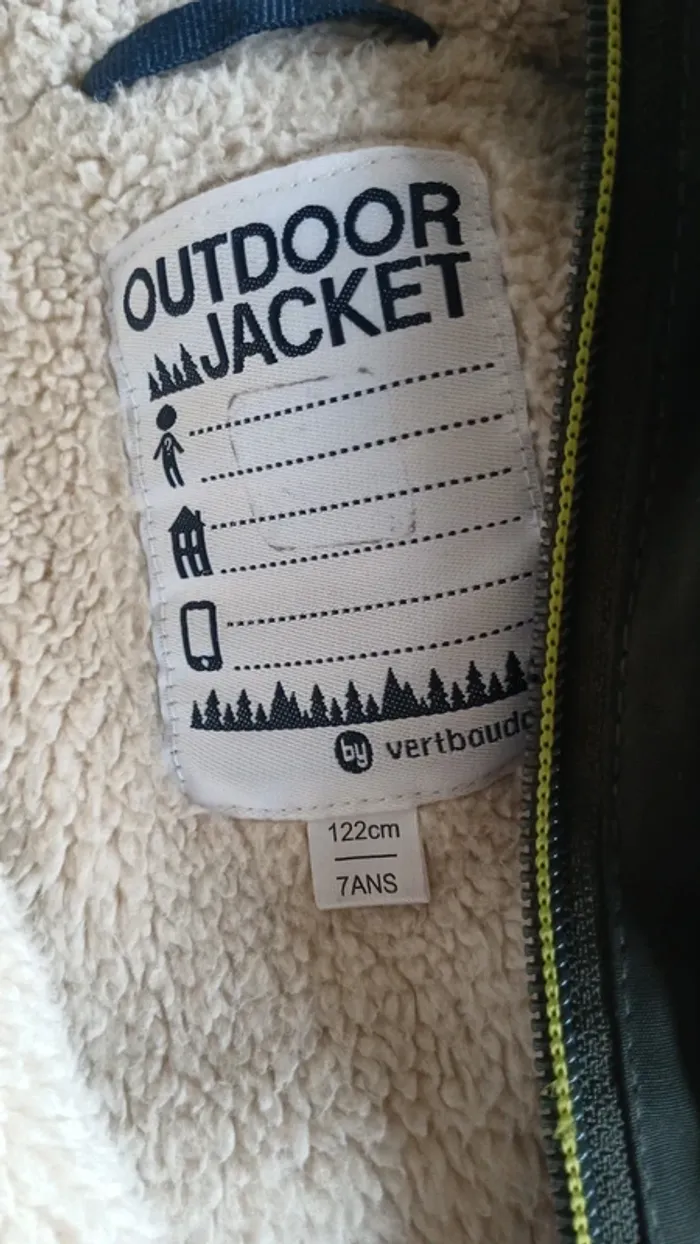 OUTDOOR
JACKET
by vertbaud
122cm
7ANS